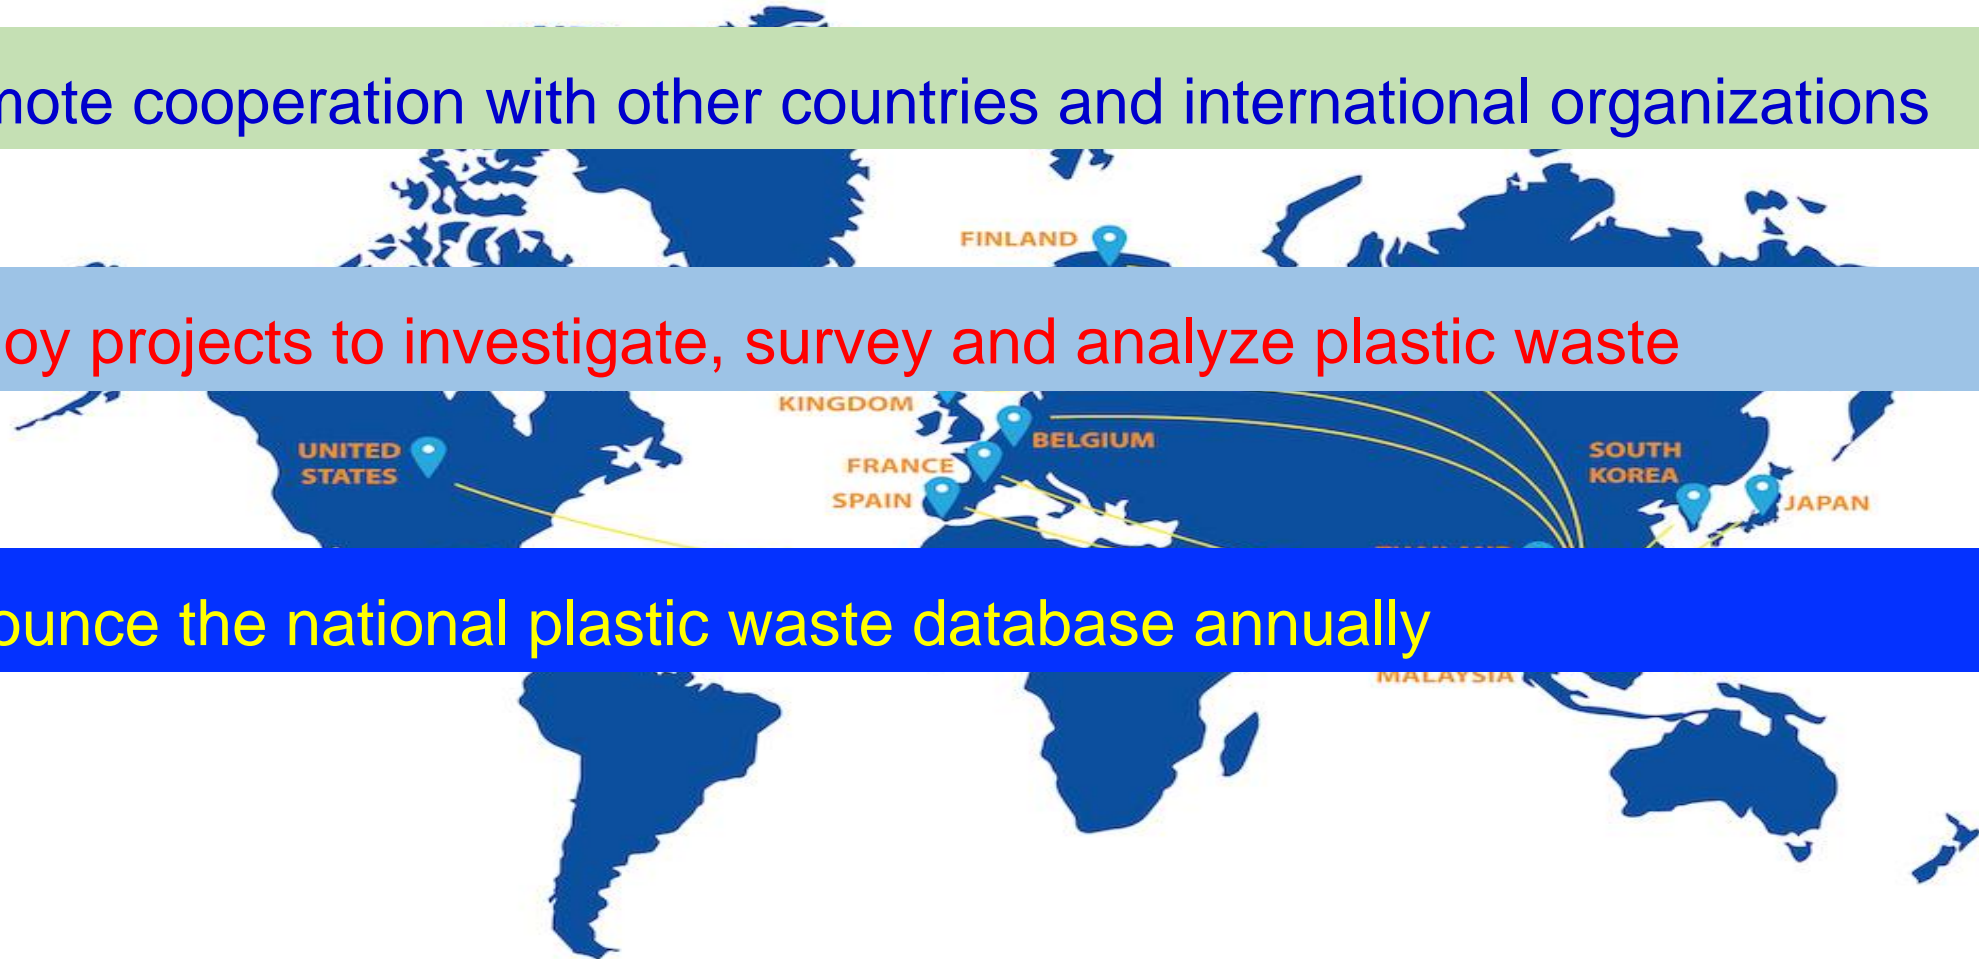 mote cooperation with other countries and international organizations
FINLAND
oy projects to investigate, survey and analyze plastic waste
KINGDOM
BELGIUM
UNITED
STATES
FRANCE
SPAIN
SOUTH
KOREA
JAPAN
ounce the national plastic waste database annually
MALAYSIA